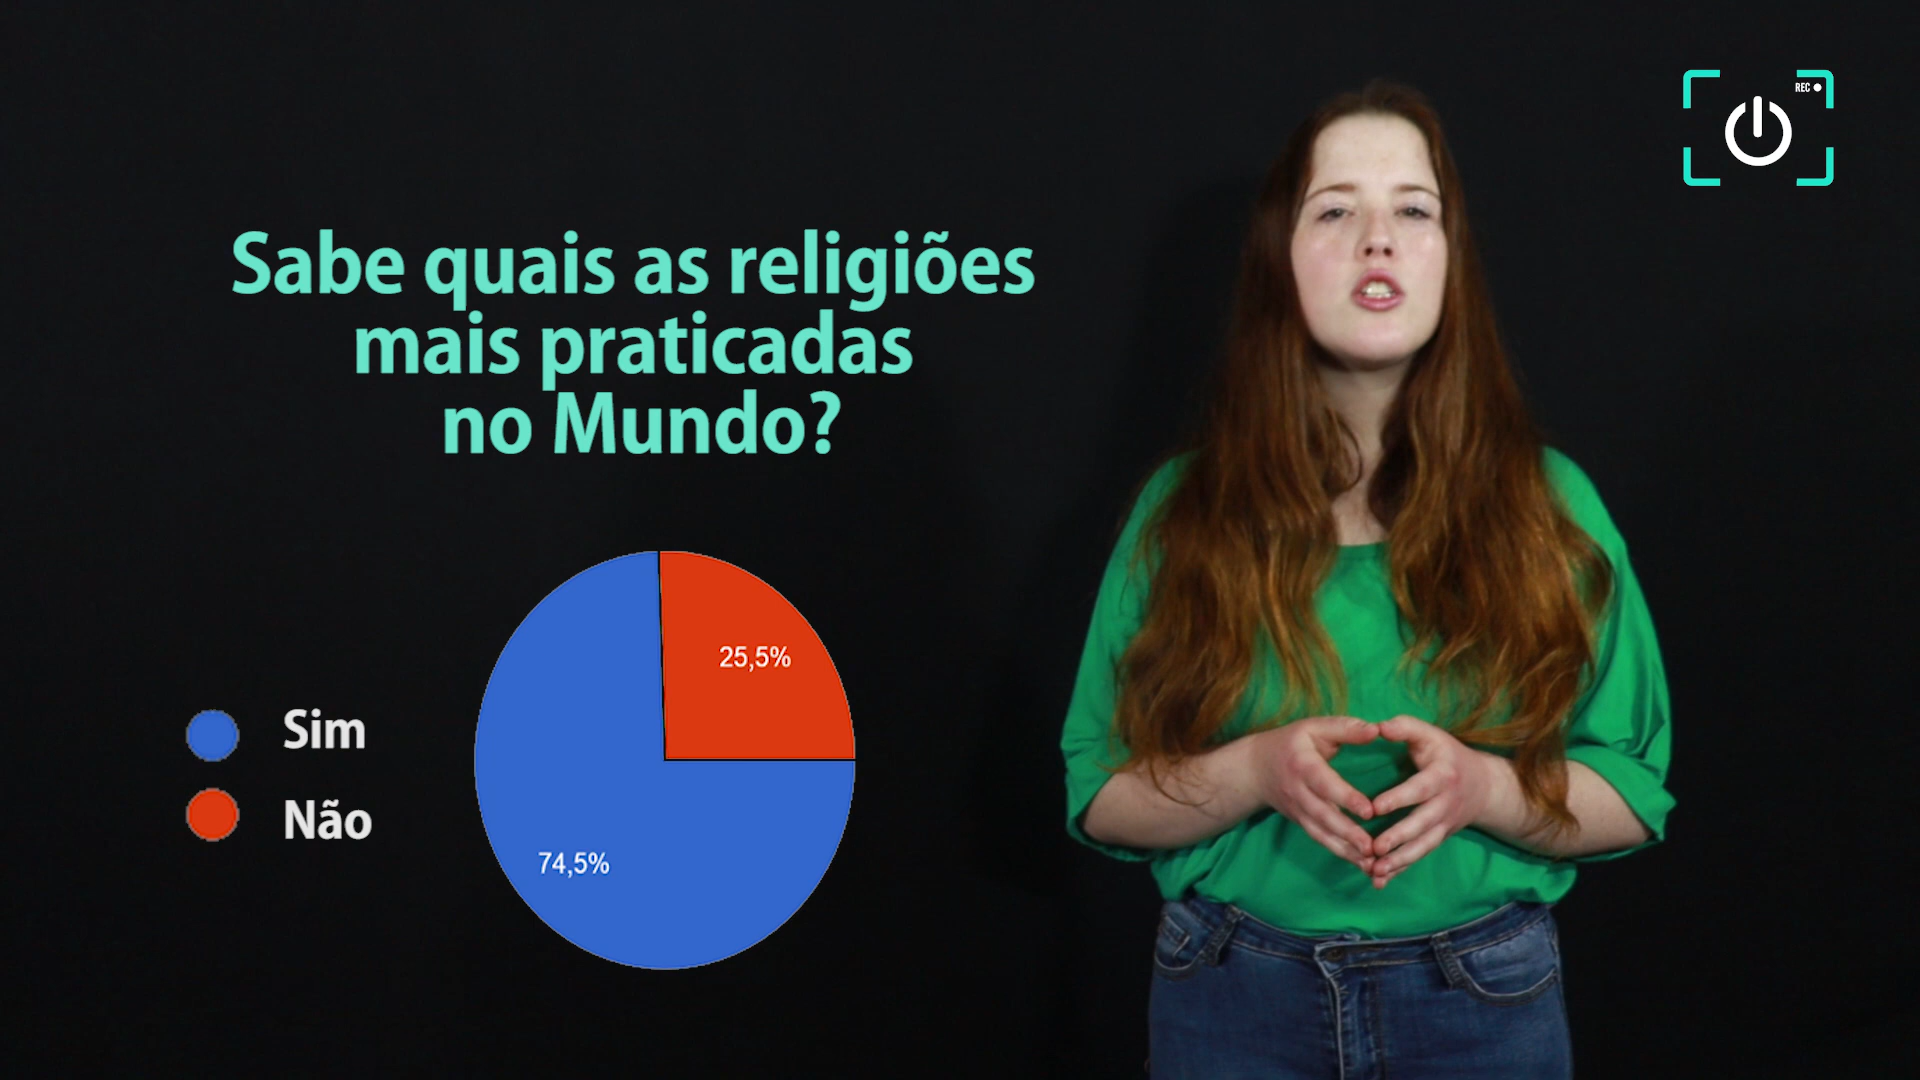 REC
Sabe quais as religiões
mais praticadas
no Mundo?
25,5%
Sim
Não
74,5%